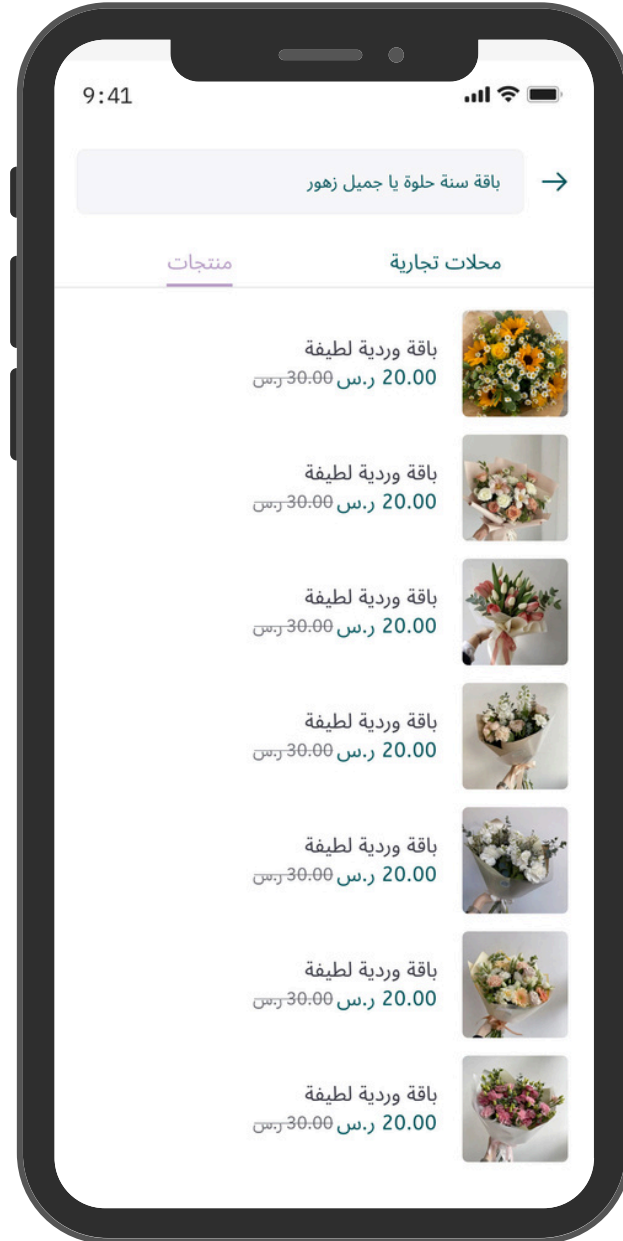 9:41
باقة سنة حلوة يا جميل زهور
محلات تجارية
منتجات
باقة وردية لطيفة
20.00 ر.س 30.00 ر.س
باقة وردية لطيفة
20.00 ر.س 30.00 ر.س
باقة وردية لطيفة
20.00 ر.س 30.00 ر.س
باقة وردية لطيفة
20.00 ر.س 30.00 ر.س
باقة وردية لطيفة
20.00 ر.س 30.00 ر.س
باقة وردية لطيفة
20.00 ر.س 30.00 ر.س
باقة وردية لطيفة
20.00 ر.س 30.00 ر.س